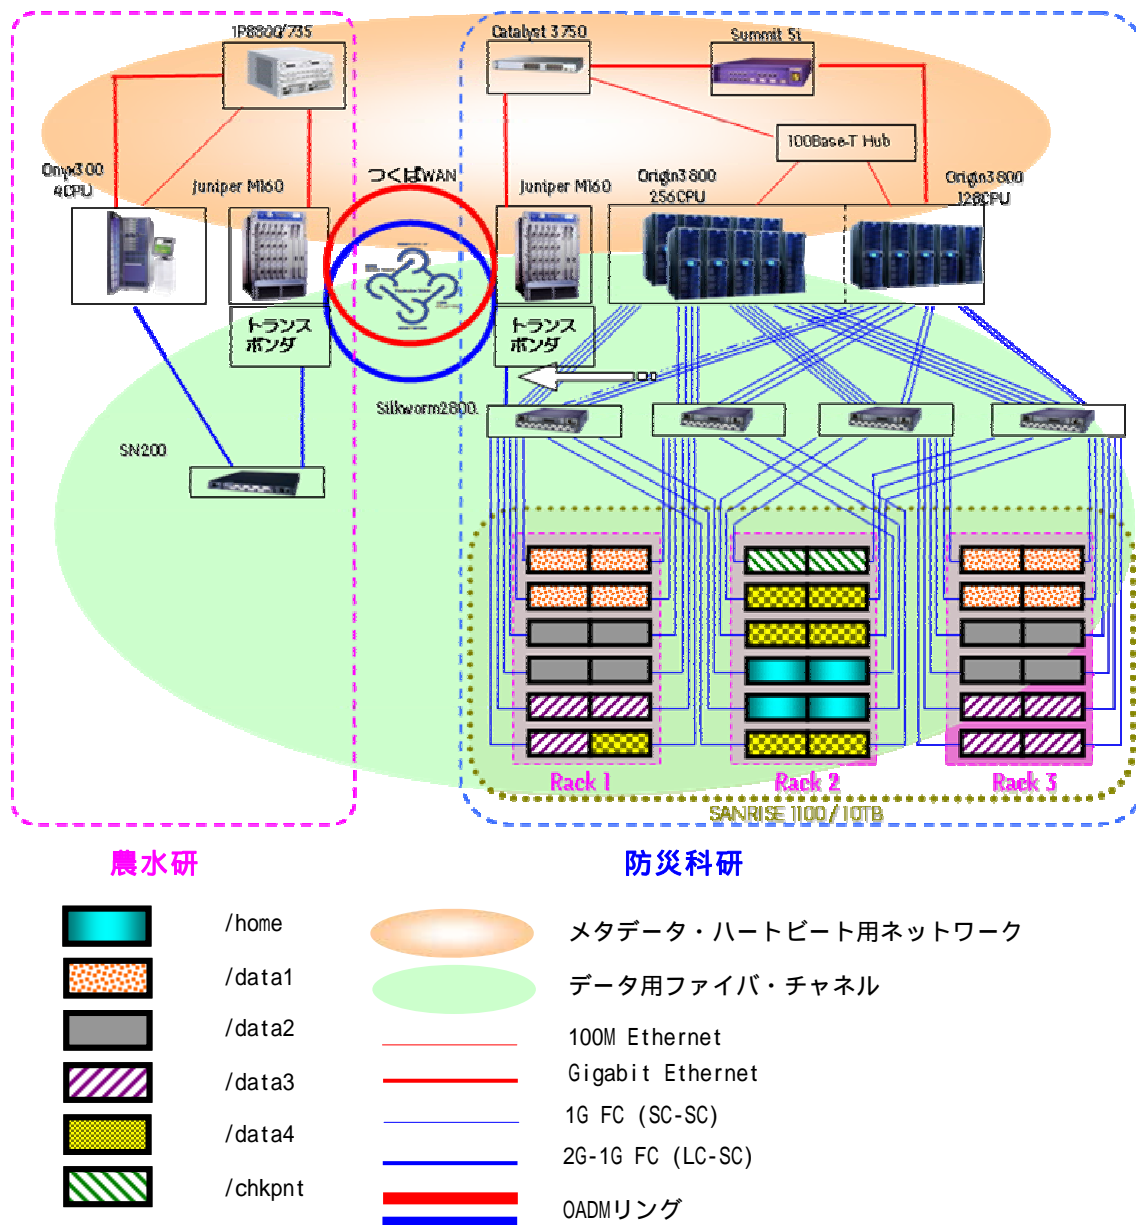 IP8800/735
Catalyst 3750
Summit 5i
100Base-T Hub
Onyx300
4CPU
Juniper M160
つくばWAN
Juniper M160
Origin3800
256CPU
Origin3800
128CPU
トランス
ポンダ
トランス
ポンダ
Silkworm2800
SN200
Rack 1
Rack 2
Rack 3
SANRISE 1100/10TB
農水研
防災科研
/home
/data1
/data2
/data3
/data4
/chkpnt
メタデータ・ハートビート用ネットワーク
データ用ファイバ・チャネル
100M Ethernet
Gigabit Ethernet
1G FC (SC-SC)
2G-1G FC (LC-SC)
OADMリング